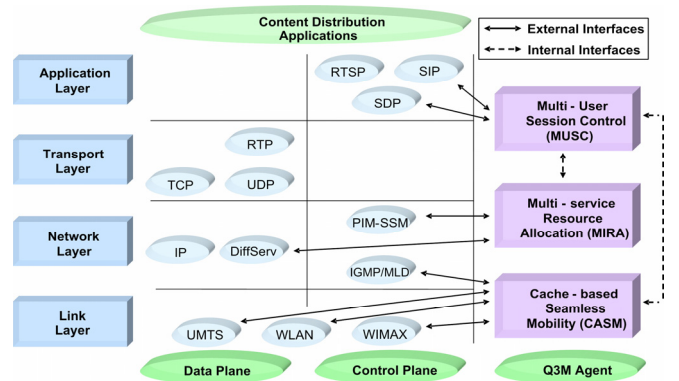 Content Distribution
Applications
External Interfaces
Internal Interfaces
Application
Layer
RTSP
SIP
SDP
Multi - User
Session Control
(MUSC)
Transport
Layer
RTP
TCP
UDP
Network
Layer
PIM-SSM
IP
DiffServ
IGMP/MLD
Multi - service
Resource
Allocation (MIRA)
Link
Layer
UMTS
WLAN
WIMAX
Cache - based
Seamless
Mobility (CASM)
Data Plane
Control Plane
Q3M Agent